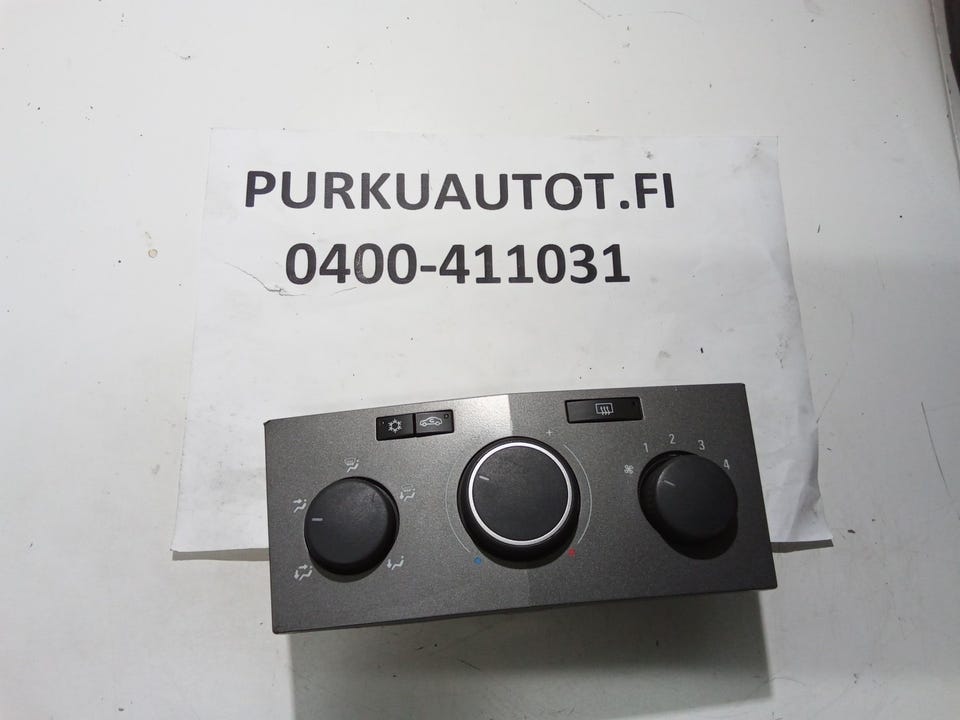 PURKUAUTOT.FI
0400-411031
+
1 2 3 4